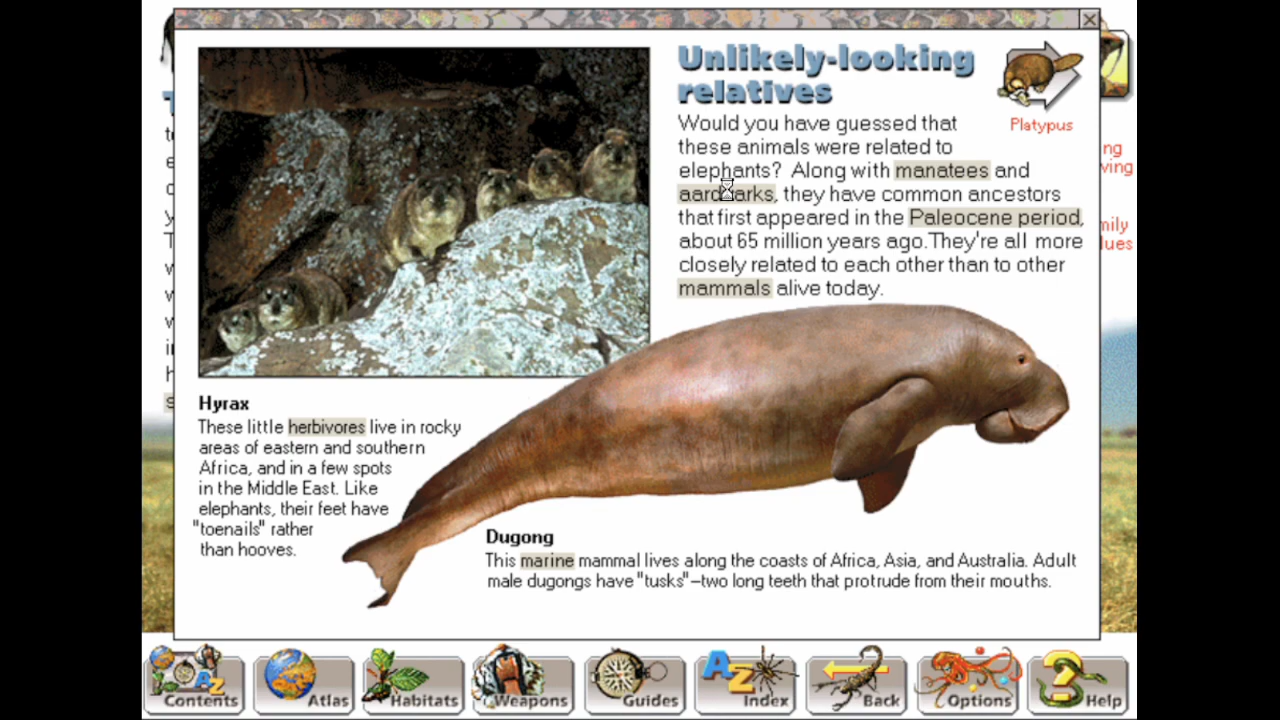 Unlikely-looking
relatives
Platypus
Would you have guessed that
these animals were related to
elephants? Along with manatees and
aardvarks, they have common ancestors
that first appeared in the Paleocene period,
about 65 million years ago. They're all more
closely related to each other than to other
mammals alive today.
Hyrax
These little herbivores live in rocky
areas of eastern and southern
Africa, and in a few spots
in the Middle East. Like
elephants, their feet have
"toenails" rather
than hooves.
Dugong
This marine mammal lives along the coasts of Africa, Asia, and Australia. Adult
male dugongs have "tusks"–two long teeth that protrude from their mouths.
Contents
Atlas
Habitats
Weapons
Guides
AZ Index
Back
Options
? Help